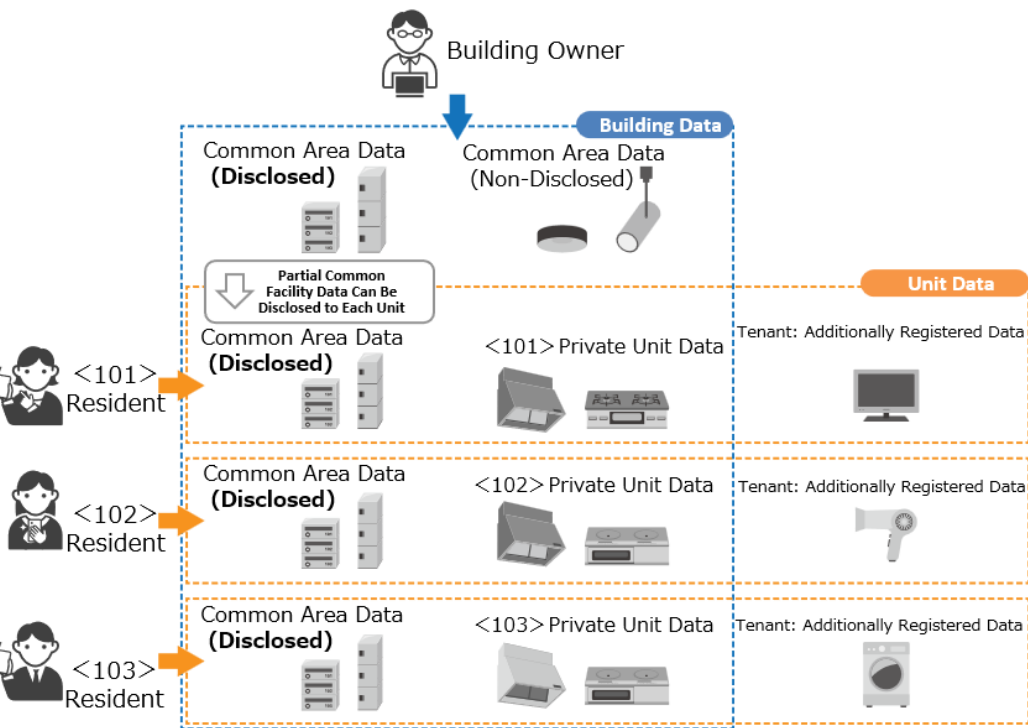 Building Owner
Building Data
Common Area Data
(Disclosed)
Common Area Data
(Non-Disclosed)
Partial Common
Facility Data Can Be
Disclosed to Each Unit
Unit Data
<101>
Resident
Common Area Data
(Disclosed)
<101> Private Unit Data
Tenant: Additionally Registered Data
<102>
Resident
Common Area Data
(Disclosed)
<102> Private Unit Data
Tenant: Additionally Registered Data
<103>
Resident
Common Area Data
(Disclosed)
<103> Private Unit Data
Tenant: Additionally Registered Data